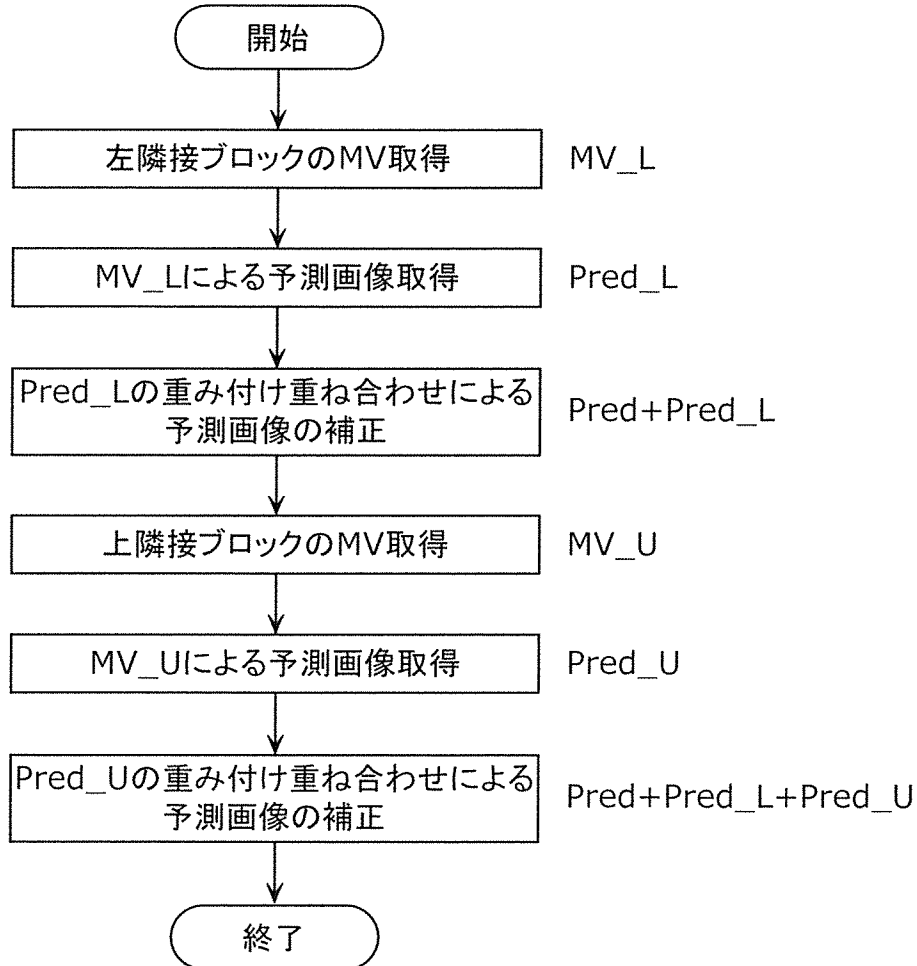 開始
左隣接ブロックのMV取得
MV_L
MV_Lによる予測画像取得
Pred_L
Pred_Lの重み付け重ね合わせによる
予測画像の補正
Pred+Pred_L
上隣接ブロックのMV取得
MV_U
MV_Uによる予測画像取得
Pred_U
Pred_Uの重み付け重ね合わせによる
予測画像の補正
Pred+Pred_L+Pred_U
終了